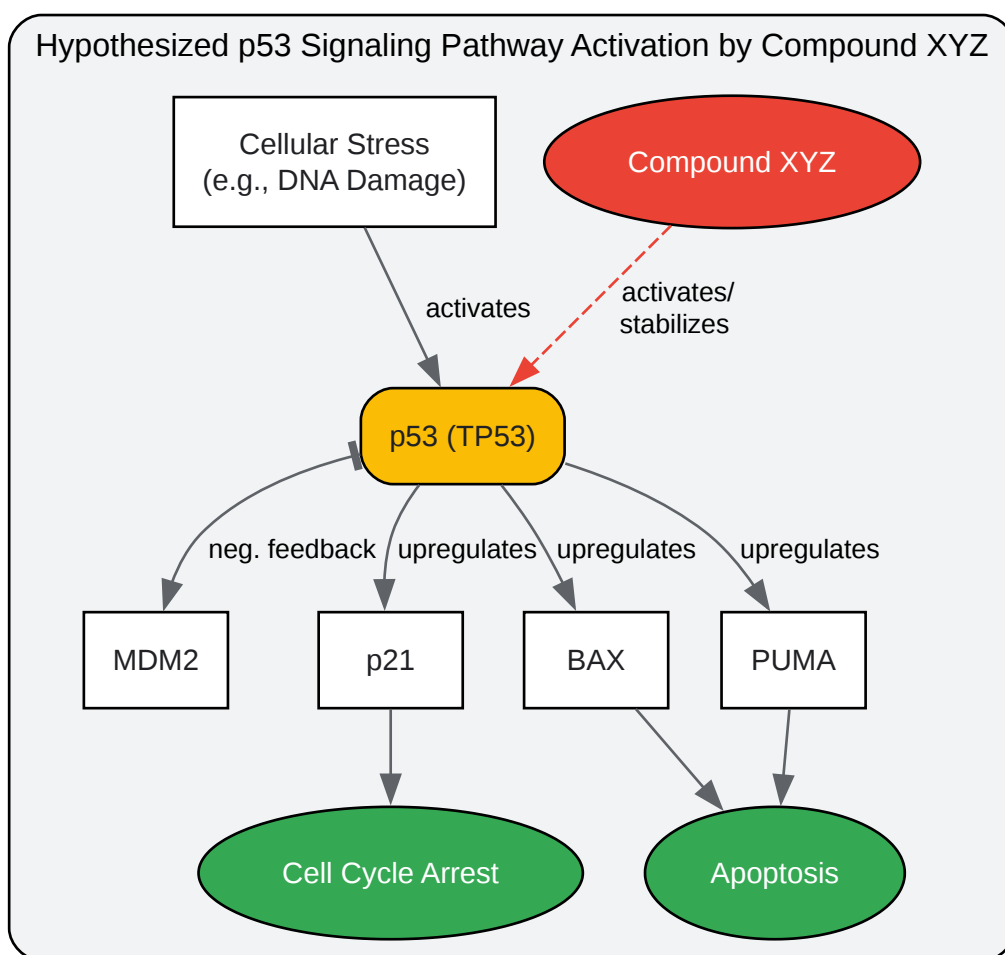 Hypothesized p53 Signaling Pathway Activation by Compound XYZ
Cellular Stress
(e.g., DNA Damage)
Compound XYZ
activates
activates/
stabilizes
p53 (TP53)
neg. feedback
upregulates
upregulates
upregulates
MDM2
p21
BAX
PUMA
Cell Cycle Arrest
Apoptosis